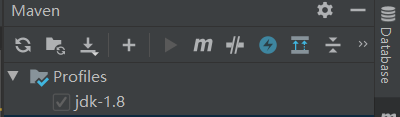 Maven
m
»
Profiles
jdk-1.8
Database
m